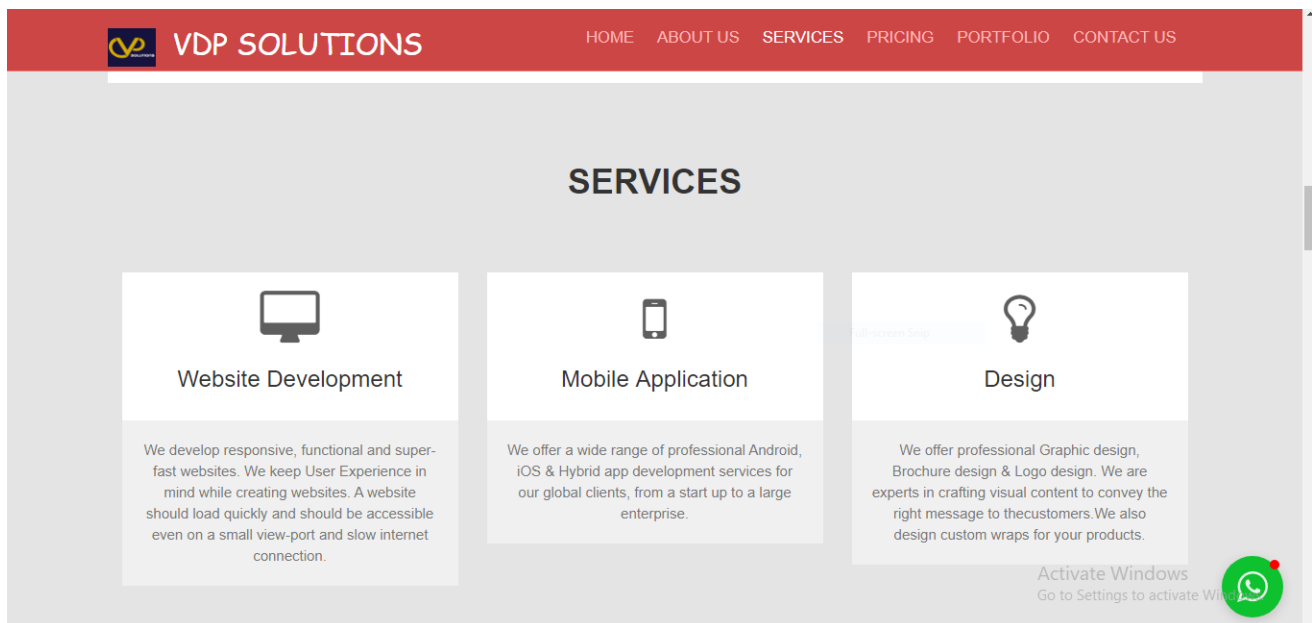 VDP SOLUTIONS
HOME ABOUT US SERVICES PRICING PORTFOLIO CONTACT US
SERVICES
Website Development
We develop responsive, functional and super-
fast websites. We keep User Experience in
mind while creating websites. A website
should load quickly and should be accessible
even on a small view-port and slow internet
connection.
Mobile Application
We offer a wide range of professional Android,
iOS & Hybrid app development services for
our global clients, from a start up to a large
enterprise.
Full-screen Snip
Design
We offer professional Graphic design,
Brochure design & Logo design. We are
experts in crafting visual content to convey the
right message to thecustomers.We also
design custom wraps for your products.
Activate Windows
Go to Settings to activate Windows.